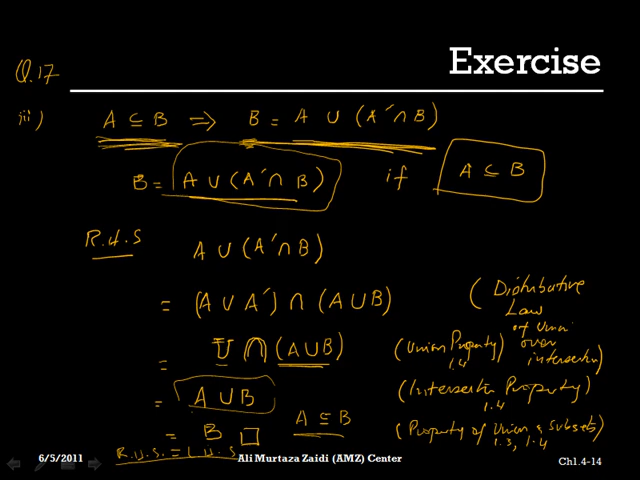 Exercise
Q.17
iii) A ⊆ B ⇒ B = A ∪ (A′ ∩ B)
B = A ∪ (A′ ∩ B) if A ⊆ B
R.H.S A ∪ (A′ ∩ B)
= (A ∪ A′) ∩ (A ∪ B) (Distributive Law of Union over intersection)
= U ∩ (A ∪ B) (Union Property) 1.4
= A ∪ B (Intersectn Property) 1.4
= B □ A ⊆ B (Property of Union & Subsets) 1.3, 1.4
R.H.S. = L.H.S
6/5/2011 Ali Murtaza Zaidi (AMZ) Center Ch1.4-14